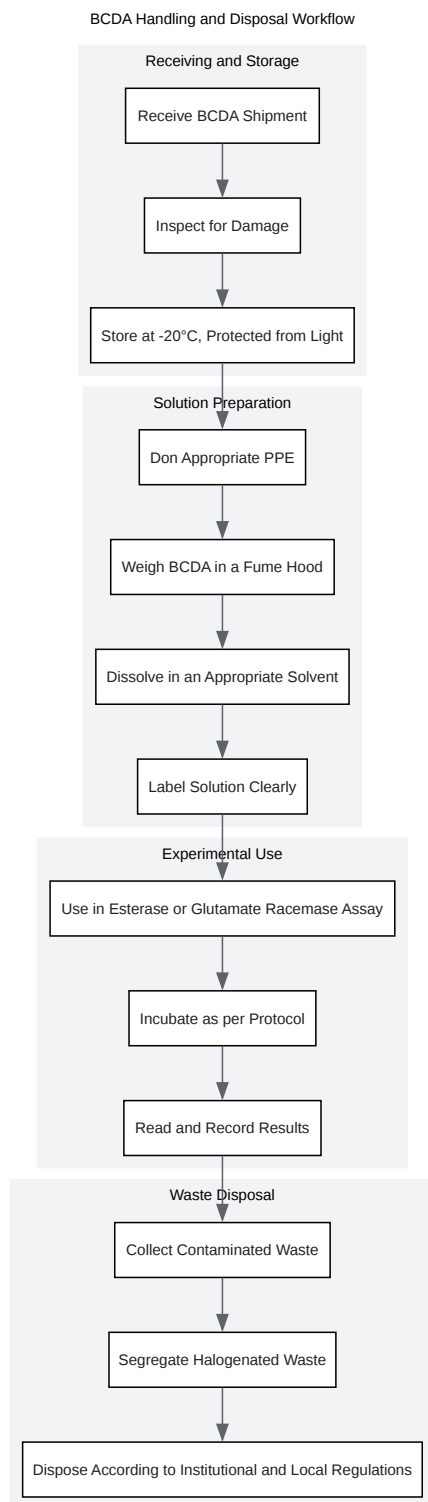 BCDA Handling and Disposal Workflow
Receiving and Storage
Receive BCDA Shipment
Inspect for Damage
Store at -20°C, Protected from Light
Solution Preparation
Don Appropriate PPE
Weigh BCDA in a Fume Hood
Dissolve in an Appropriate Solvent
Label Solution Clearly
Experimental Use
Use in Esterase or Glutamate Racemase Assay
Incubate as per Protocol
Read and Record Results
Waste Disposal
Collect Contaminated Waste
Segregate Halogenated Waste
Dispose According to Institutional and Local Regulations